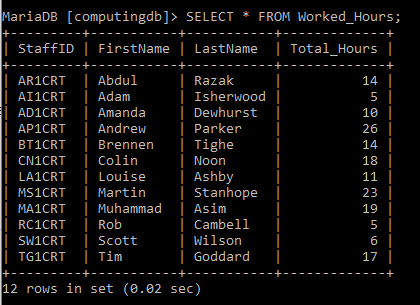 MariaDB [computingdb]> SELECT * FROM Worked_Hours;
+---------+-----------+-----------+-------------+
| StaffID | FirstName | LastName  | Total_Hours |
+---------+-----------+-----------+-------------+
| AR1CRT  | Abdul     | Razak     |          14 |
| AI1CRT  | Adam      | Isherwood |           5 |
| AD1CRT  | Amanda    | Dewhurst  |          10 |
| AP1CRT  | Andrew    | Parker    |          26 |
| BT1CRT  | Brennen   | Tighe     |          14 |
| CN1CRT  | Colin     | Noon      |          18 |
| LA1CRT  | Louise    | Ashby     |          11 |
| MS1CRT  | Martin    | Stanhope  |          23 |
| MA1CRT  | Muhammad  | Asim      |          19 |
| RC1CRT  | Rob       | Cambell   |           5 |
| SW1CRT  | Scott     | Wilson    |           6 |
| TG1CRT  | Tim       | Goddard   |          17 |
+---------+-----------+-----------+-------------+
12 rows in set (0.02 sec)